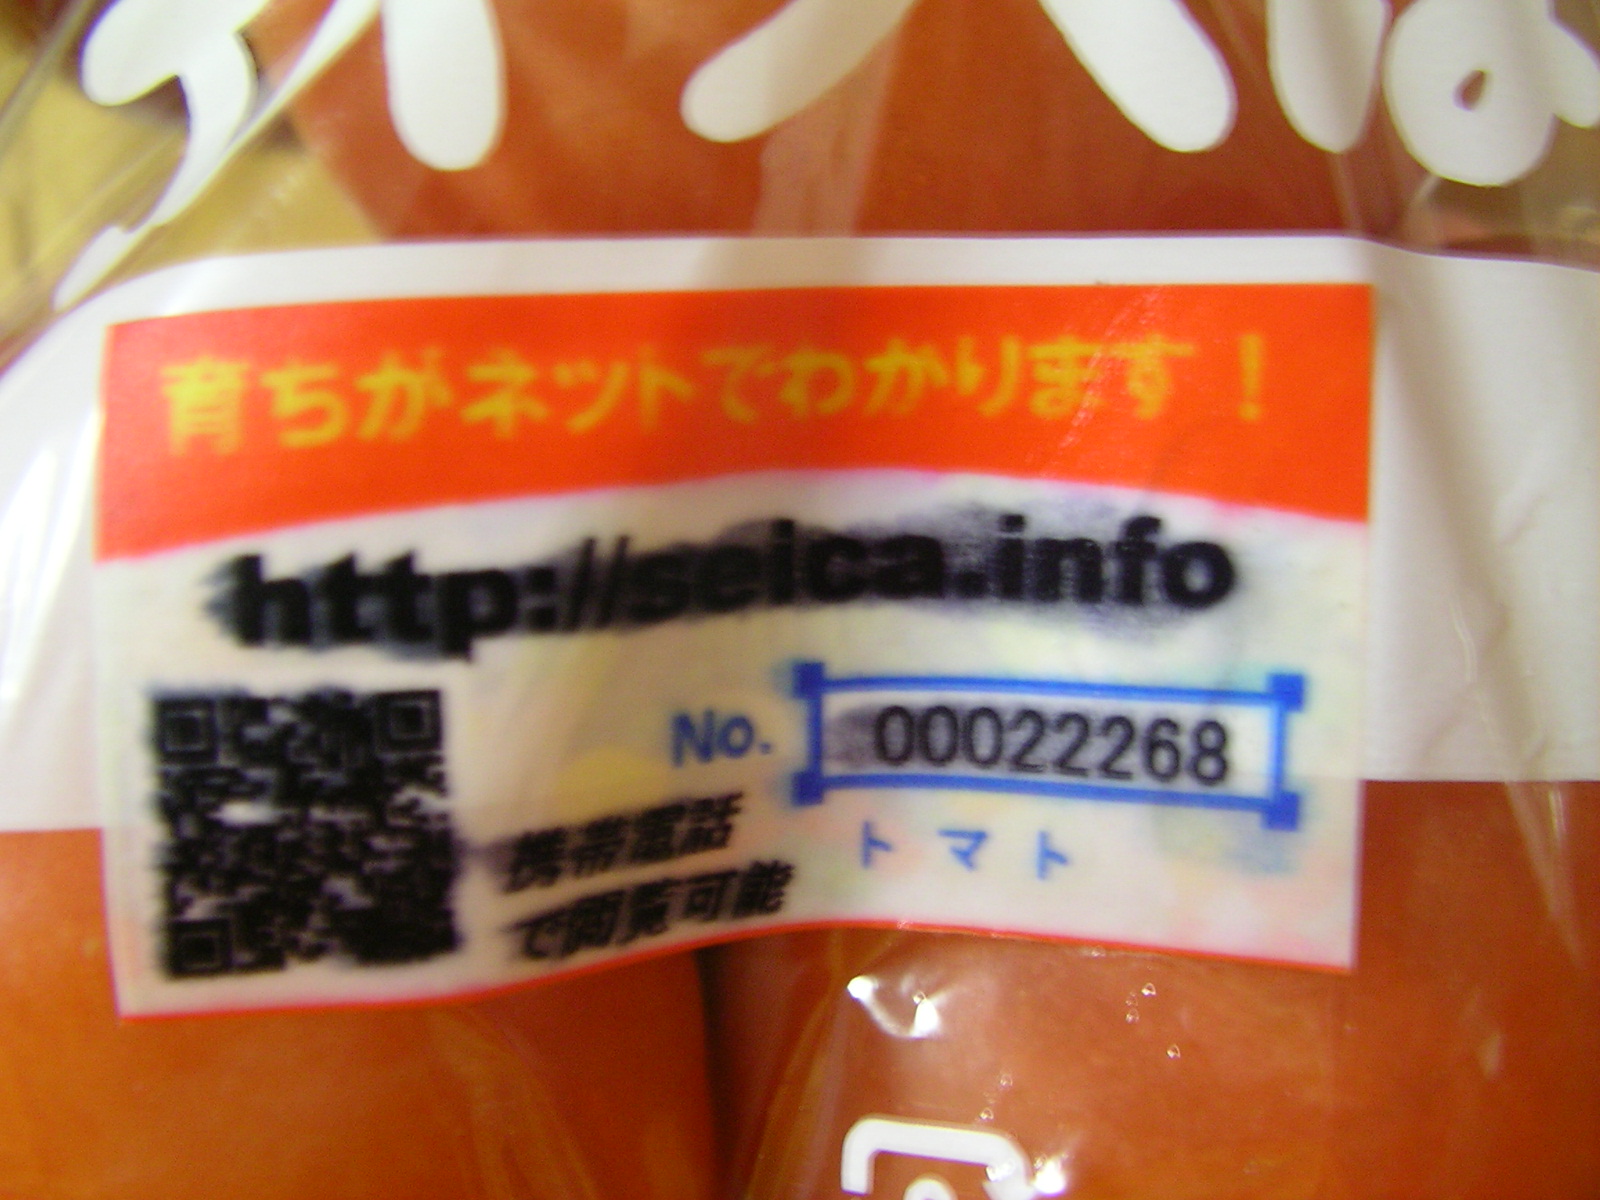 育ちがネットでわかります！
http://seica.info
No. 00022268
トマト
携帯電話
で閲覧可能